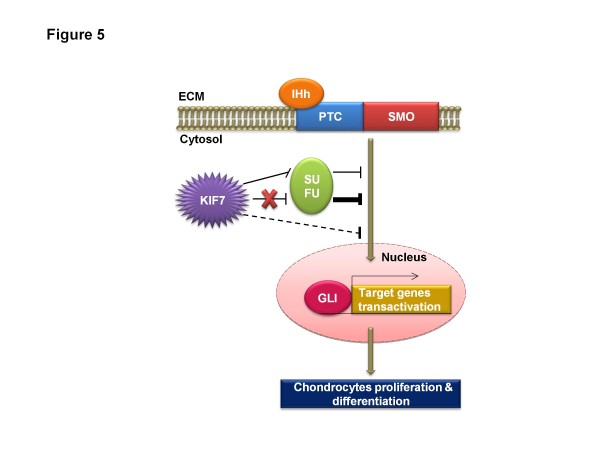 Figure 5
IHh
ECM
PTC
SMO
Cytosol
SU
FU
KIF7
Nucleus
GLI
Target genes
transactivation
Chondrocytes proliferation &
differentiation